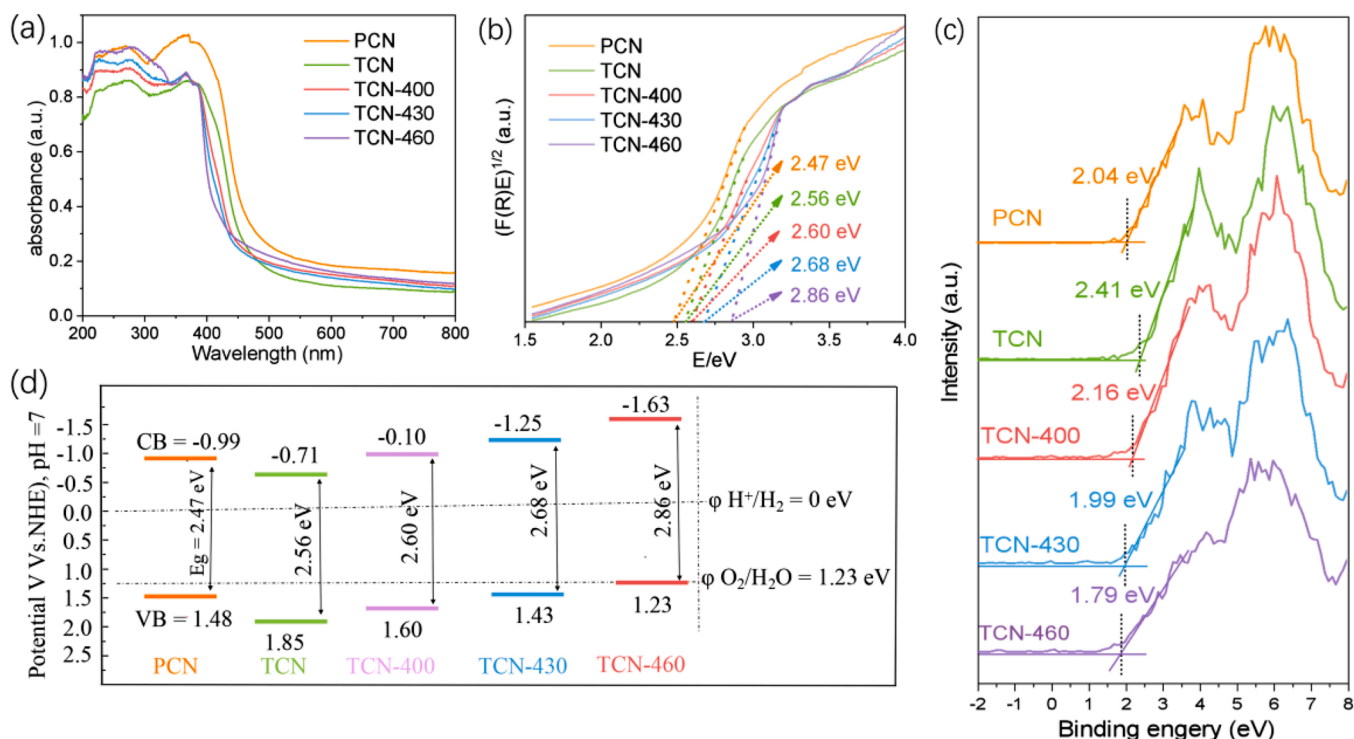 (a)
PCN
TCN
TCN-400
TCN-430
TCN-460
1.0
0.8
0.6
0.4
0.2
0.0
absorbance (a.u.)
200 300 400 500 600 700 800
Wavelength (nm)
(b)
PCN
TCN
TCN-400
TCN-430
TCN-460
2.47 eV
2.56 eV
2.60 eV
2.68 eV
2.86 eV
(F(R)E)^1/2 (a.u.)
1.5 2.0 2.5 3.0 3.5 4.0
E/eV
(c)
2.04 eV
PCN
2.41 eV
TCN
2.16 eV
TCN-400
1.99 eV
TCN-430
1.79 eV
TCN-460
Intensity (a.u.)
-2 -1 0 1 2 3 4 5 6 7 8
Binding engery (eV)
(d)
Potential V Vs.NHE), pH =7
-1.5
-1.0
-0.5
0.0
0.5
1.0
1.5
2.0
2.5
CB = -0.99
Eg = 2.47 eV
VB = 1.48
PCN
-0.71
2.56 eV
1.85
TCN
-0.10
2.60 eV
1.60
TCN-400
-1.25
2.68 eV
1.43
TCN-430
-1.63
2.86 eV
1.23
TCN-460
φ H⁺/H₂ = 0 eV
φ O₂/H₂O = 1.23 eV